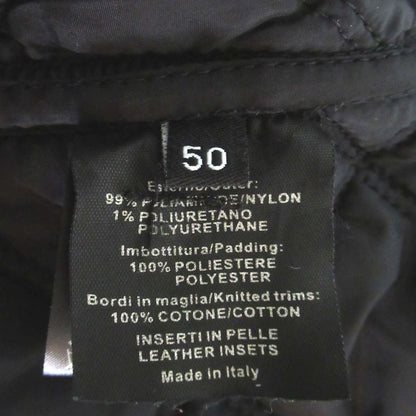 50
Esterno/Outer:
99% POLIAMMIDE/NYLON
1% POLIURETANO
POLYURETHANE
Imbottitura/Padding:
100% POLIESTERE
POLYESTER
Bordi in maglia/Knitted trims:
100% COTONE/COTTON
INSERTI IN PELLE
LEATHER INSETS
Made in Italy